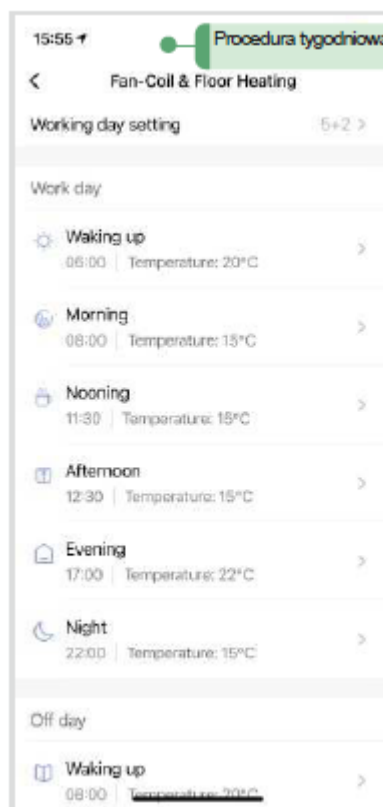 15:55
Procedura tygodniowa
Fan-Coil & Floor Heating
Working day setting 5+2 >
Work day
Waking up
06:00 | Temperature: 20°C
Morning
08:00 | Temperature: 15°C
Nooning
11:30 | Temperature: 15°C
Afternoon
12:30 | Temperature: 15°C
Evening
17:00 | Temperature: 22°C
Night
22:00 | Temperature: 15°C
Off day
Waking up
08:00 | Temperature: 20°C